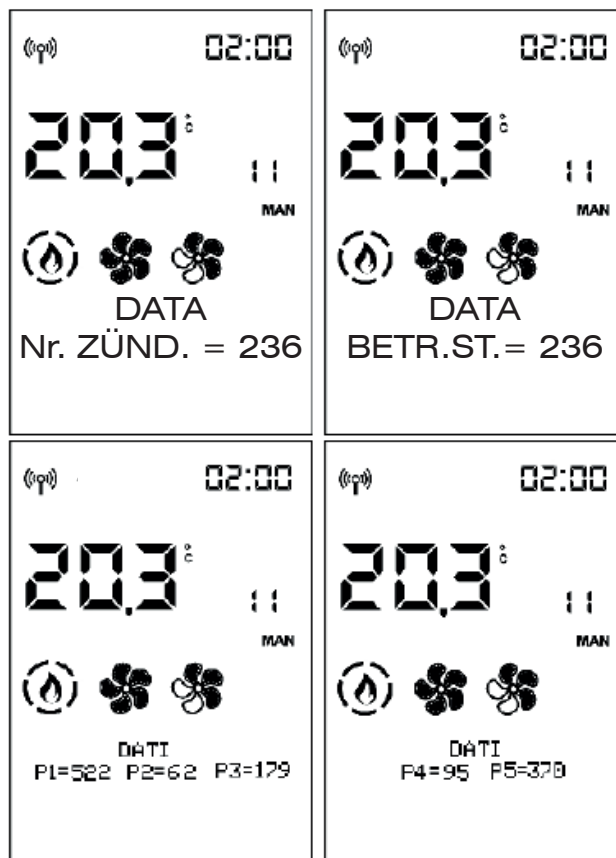 02:00
20,3 °C
11
MAN
DATA
Nr. ZÜND. = 236
02:00
20,3 °C
11
MAN
DATA
BETR.ST.= 236
02:00
20,3 °C
11
MAN
DATI
P1=522 P2=62 P3=179
02:00
20,3 °C
11
MAN
DATI
P4=95 P5=370